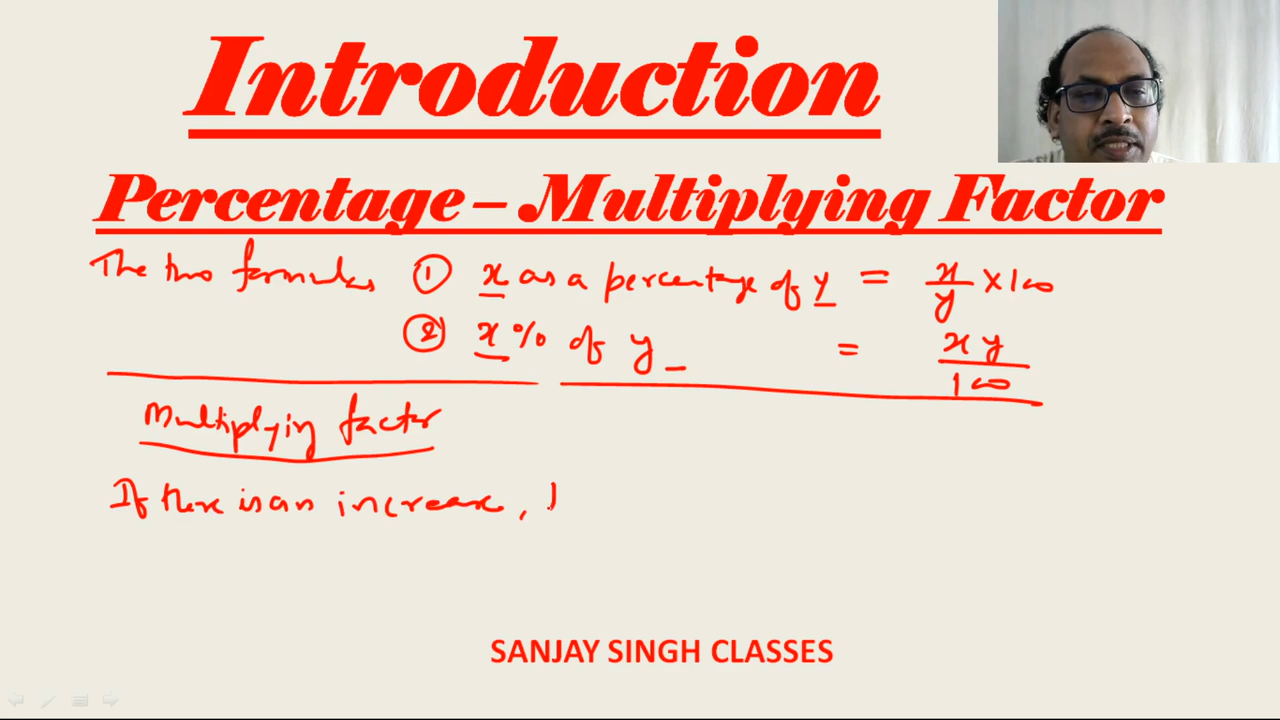 Introduction
Percentage – Multiplying Factor
The two formulas ① x as a percentage of y = x/y × 100
② x % of y = xy/100
Multiplying factor
If there is an increase,
SANJAY SINGH CLASSES